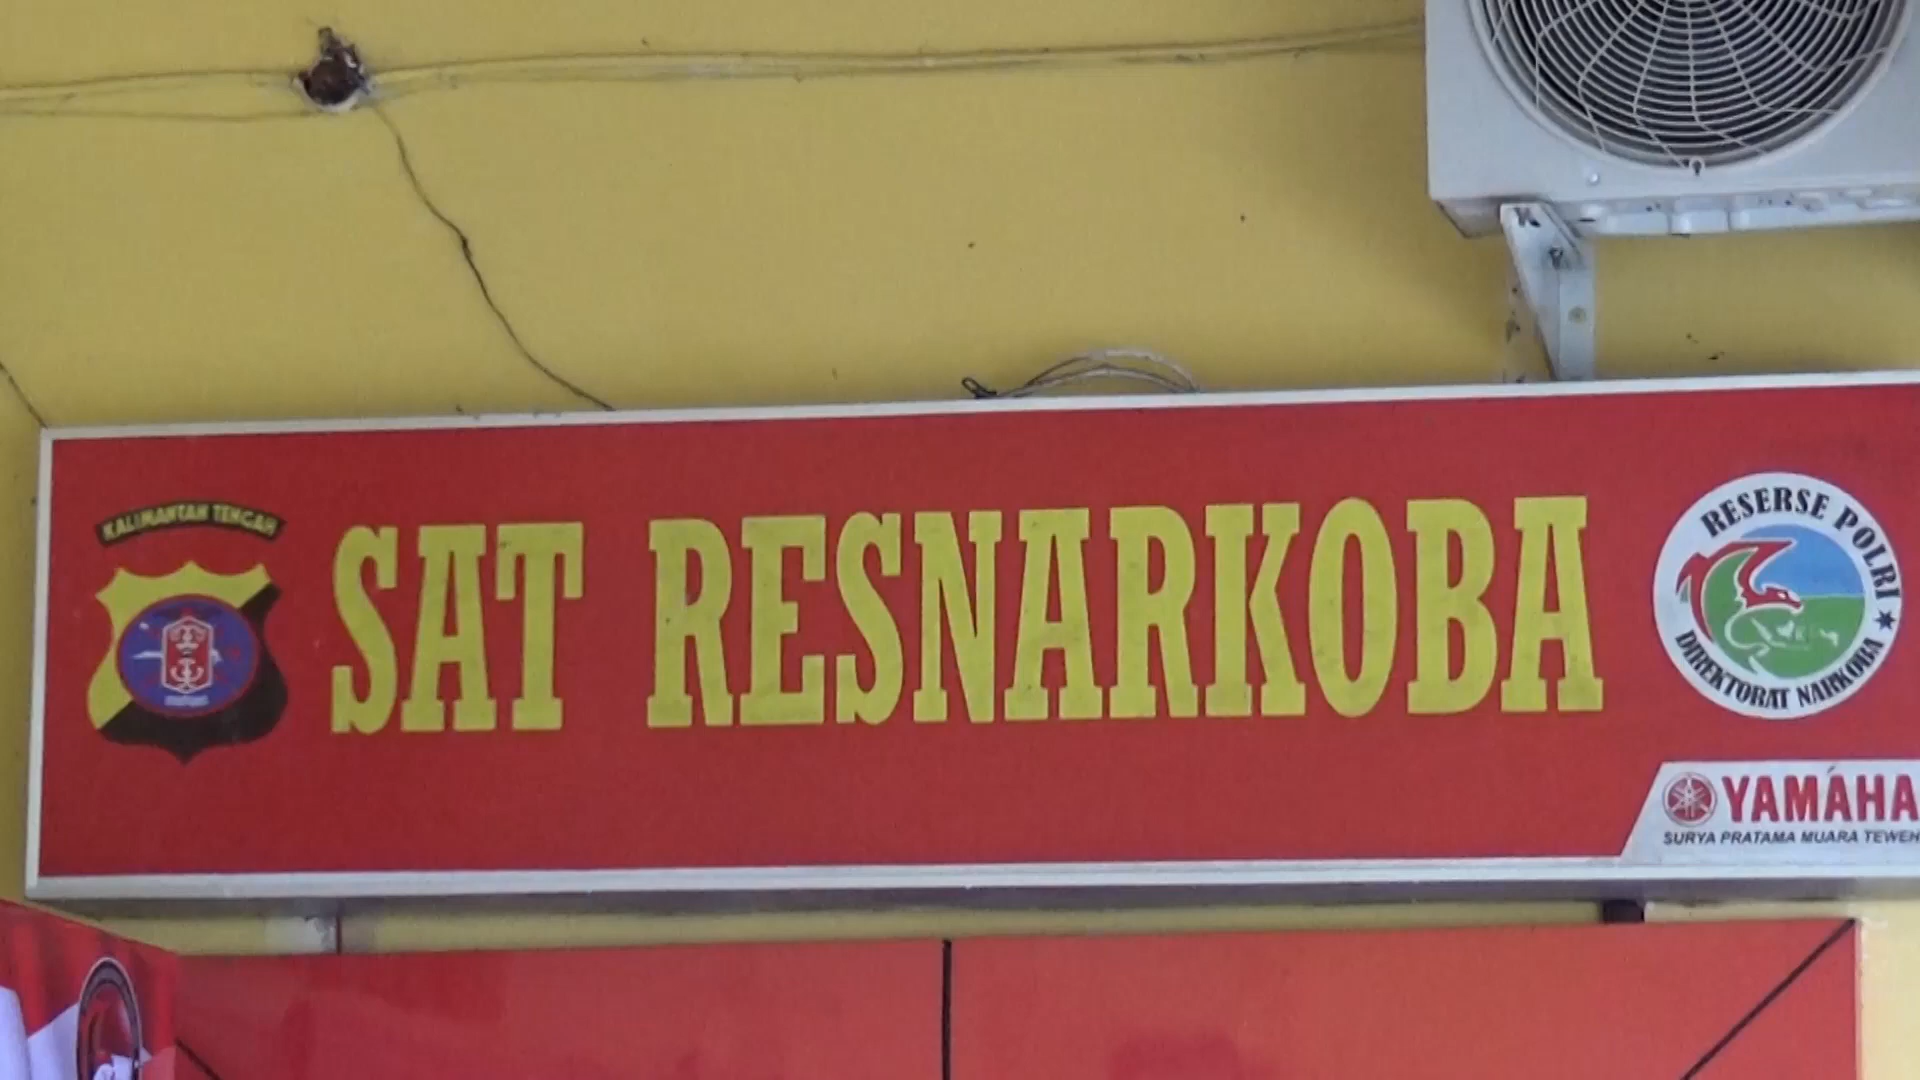 KALIMANTAN TENGAH
SAT RESNARKOBA
RESERSE POLRI
DIREKTORAT NARKOBA
YAMAHA
SURYA PRATAMA MUARA TEWEH